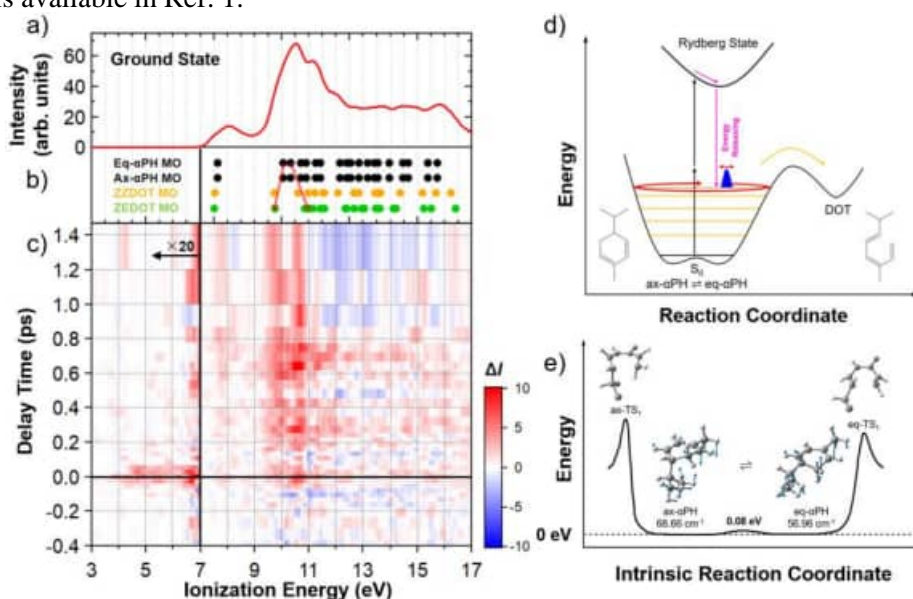 is available in Ref. 1.
a)
Ground State
Intensity
(arb. units)
60
40
20
0
b)
Eq-αPH MO
Ax-αPH MO
ZZDOT MO
ZEDOT MO
c)
×20
Delay Time (ps)
1.4
1.2
1.0
0.8
0.6
0.4
0.2
0.0
-0.2
-0.4
3 5 7 9 11 13 15 17
Ionization Energy (eV)
ΔI
10
5
0
-5
-10
d)
Rydberg State
Energy
Releasing
Energy
DOT
S₀
ax-αPH ⇌ eq-αPH
Reaction Coordinate
e)
Energy
ax-TS₁
eq-TS₁
⇌
ax-αPH
68.66 cm⁻¹
eq-αPH
56.96 cm⁻¹
0.08 eV
0 eV
Intrinsic Reaction Coordinate